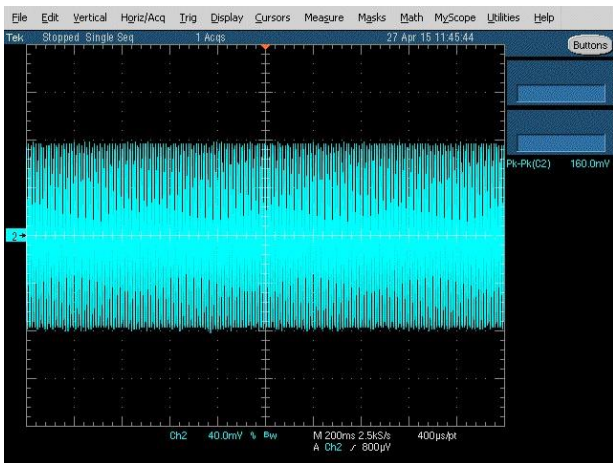 File Edit Vertical Horiz/Acq Trig Display Cursors Measure Masks Math MyScope Utilities Help
Tek Stopped Single Seq 1 Acqs 27 Apr 15 11:45:44
Buttons
Pk-Pk(C2) 160.0mV
2
Ch2 40.0mV % Bw M 200ms 2.5kS/s 400µs/pt
A Ch2 / 800µV